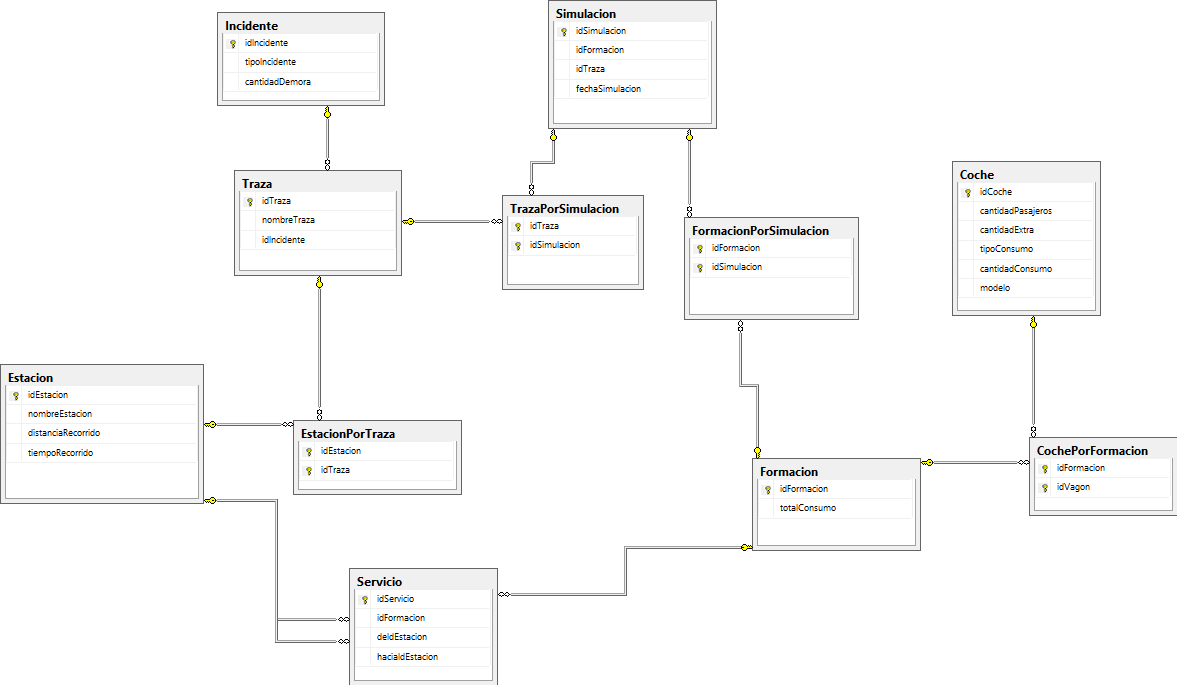 Incidente
idIncidente
tipoIncidente
cantidadDemora
Simulacion
idSimulacion
idFormacion
idTraza
fechaSimulacion
Traza
idTraza
nombreTraza
idIncidente
TrazaPorSimulacion
idTraza
idSimulacion
FormacionPorSimulacion
idFormacion
idSimulacion
Coche
idCoche
cantidadPasajeros
cantidadExtra
tipoConsumo
cantidadConsumo
modelo
Estacion
idEstacion
nombreEstacion
distanciaRecorrido
tiempoRecorrido
EstacionPorTraza
idEstacion
idTraza
Formacion
idFormacion
totalConsumo
CochePorFormacion
idFormacion
idVagon
Servicio
idServicio
idFormacion
deIdEstacion
haciaIdEstacion